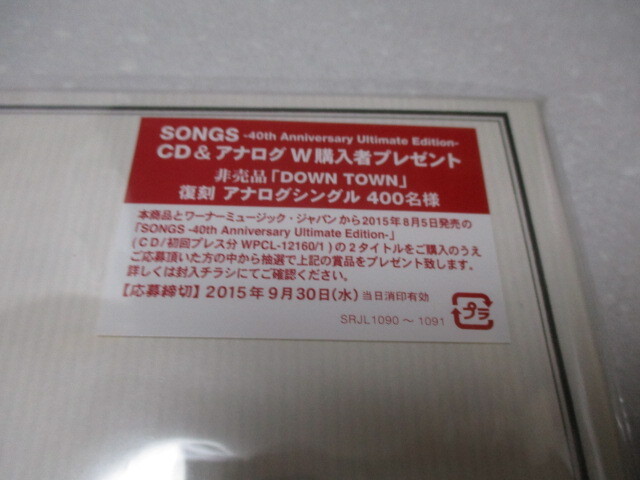 SONGS -40th Anniversary Ultimate Edition-
CD & アナログ W購入者プレゼント
非売品「DOWN TOWN」
復刻 アナログシングル 400名様
本商品とワーナーミュージック・ジャパンから2015年8月5日発売の
「SONGS -40th Anniversary Ultimate Edition-」
(CD/初回プレス分 WPCL-12160/1)の2タイトルをご購入のうえ
ご応募頂いた方の中から抽選で上記の賞品をプレゼント致します。
詳しくは封入チラシにてご確認ください。
【応募締切】2015年9月30日(水) 当日消印有効
SRJL1090〜1091
プラ